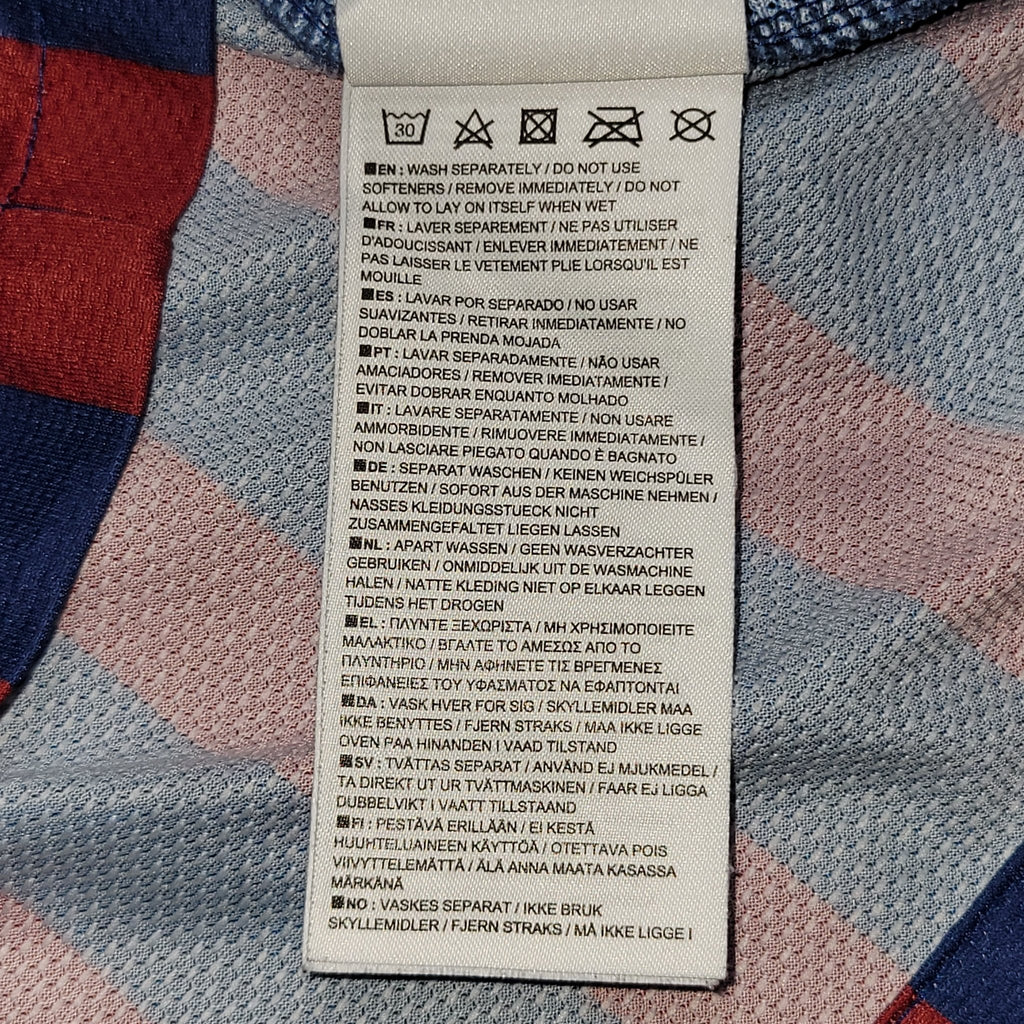 30
EN : WASH SEPARATELY / DO NOT USE
SOFTENERS / REMOVE IMMEDIATELY / DO NOT
ALLOW TO LAY ON ITSELF WHEN WET
FR : LAVER SEPAREMENT / NE PAS UTILISER
D'ADOUCISSANT / ENLEVER IMMEDIATEMENT / NE
PAS LAISSER LE VETEMENT PLIE LORSQU'IL EST
MOUILLE
ES : LAVAR POR SEPARADO / NO USAR
SUAVIZANTES / RETIRAR INMEDIATAMENTE / NO
DOBLAR LA PRENDA MOJADA
PT : LAVAR SEPARADAMENTE / NÃO USAR
AMACIADORES / REMOVER IMEDIATAMENTE /
EVITAR DOBRAR ENQUANTO MOLHADO
IT : LAVARE SEPARATAMENTE / NON USARE
AMMORBIDENTE / RIMUOVERE IMMEDIATAMENTE /
NON LASCIARE PIEGATO QUANDO È BAGNATO
DE : SEPARAT WASCHEN / KEINEN WEICHSPÜLER
BENUTZEN / SOFORT AUS DER MASCHINE NEHMEN /
NASSES KLEIDUNGSSTUECK NICHT
ZUSAMMENGEFALTET LIEGEN LASSEN
NL : APART WASSEN / GEEN WASVERZACHTER
GEBRUIKEN / ONMIDDELIJK UIT DE WASMACHINE
HALEN / NATTE KLEDING NIET OP ELKAAR LEGGEN
TIJDENS HET DROGEN
EL : ΠΛΥΝΤΕ ΞΕΧΩΡΙΣΤΑ / ΜΗ ΧΡΗΣΙΜΟΠΟΙΕΙΤΕ
ΜΑΛΑΚΤΙΚΟ / ΒΓΑΛΤΕ ΤΟ ΑΜΕΣΩΣ ΑΠΟ ΤΟ
ΠΛΥΝΤΗΡΙΟ / ΜΗΝ ΑΦΗΝΕΤΕ ΤΙΣ ΒΡΕΓΜΕΝΕΣ
ΕΠΙΦΑΝΕΙΕΣ ΤΟΥ ΥΦΑΣΜΑΤΟΣ ΝΑ ΕΦΑΠΤΟΝΤΑΙ
DA : VASK HVER FOR SIG / SKYLLEMIDLER MAA
IKKE BENYTTES / FJERN STRAKS / MAA IKKE LIGGE
OVEN PAA HINANDEN I VAAD TILSTAND
SV : TVÄTTAS SEPARAT / ANVÄND EJ MJUKMEDEL /
TA DIREKT UT UR TVÄTTMASKINEN / FAAR EJ LIGGA
DUBBELVIKT I VAATT TILLSTAAND
FI : PESTÄVÄ ERILLÄÄN / EI KESTÄ
HUUHTELUAINEEN KÄYTTÖÄ / OTETTAVA POIS
VIIVYTTELEMÄTTÄ / ÄLÄ ANNA MAATA KASASSA
MÄRKÄNÄ
NO : VASKES SEPARAT / IKKE BRUK
SKYLLEMIDLER / FJERN STRAKS / MÅ IKKE LIGGE I